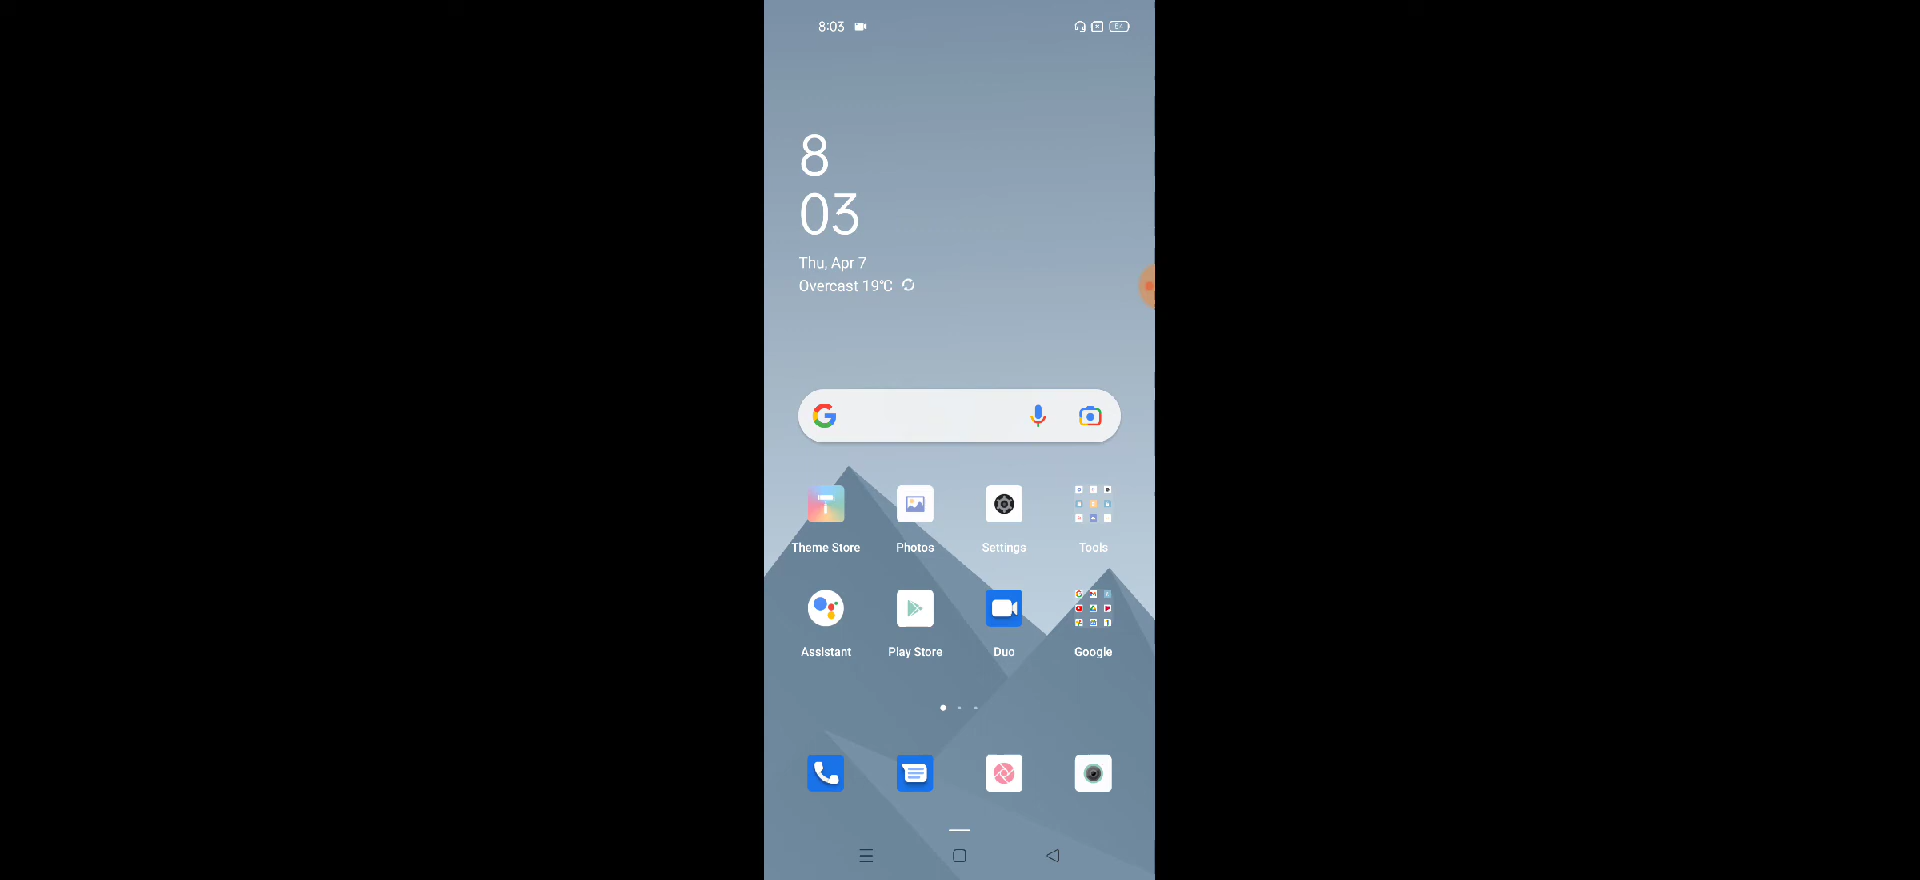 8:03
8
03
Thu, Apr 7
Overcast 19°C
Theme Store
Photos
Settings
Tools
Assistant
Play Store
Duo
Google